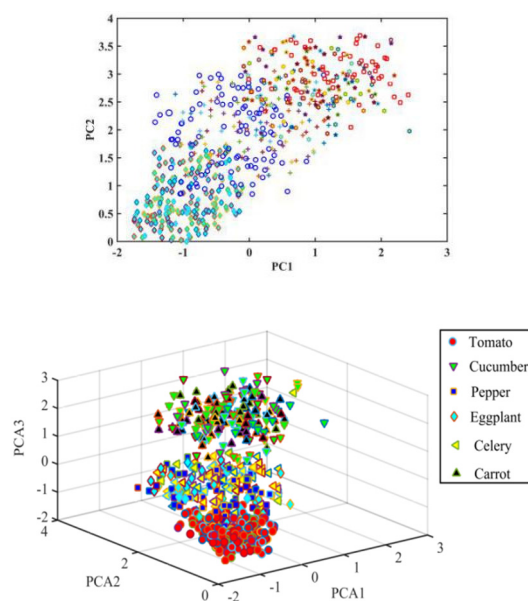 4
3.5
3
2.5
2
1.5
1
0.5
0
PC2
-2 -1 0 1 2 3
PC1
3
2
1
0
-1
-2
PCA3
4
2
0
PCA2
-2
-1
0
1
2
3
PCA1
Tomato
Cucumber
Pepper
Eggplant
Celery
Carrot